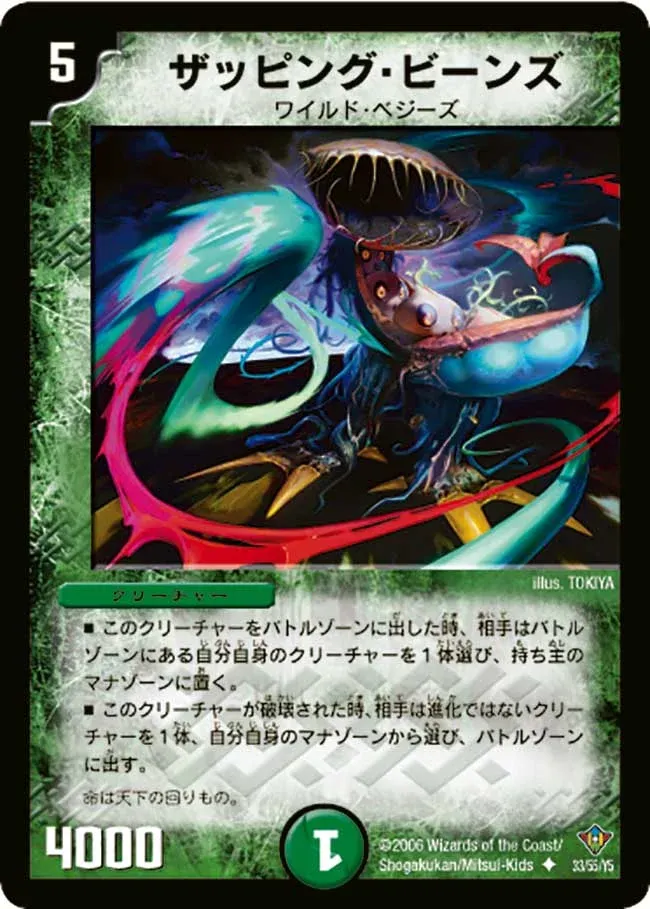 5
ザッピング・ビーンズ
ワイルド・ベジーズ
illus. TOKIYA
クリーチャー
■ このクリーチャーをバトルゾーンに出した時、相手はバトル
ゾーンにある自分自身のクリーチャーを1体選び、持ち主の
マナゾーンに置く。
■ このクリーチャーが破壊された時、相手は進化ではないクリー
チャーを1体、自分自身のマナゾーンから選び、バトルゾーン
に出す。
命は天下の回りもの。
4000
1
©2006 Wizards of the Coast/
Shogakukan/Mitsui-Kids
33/55/Y5